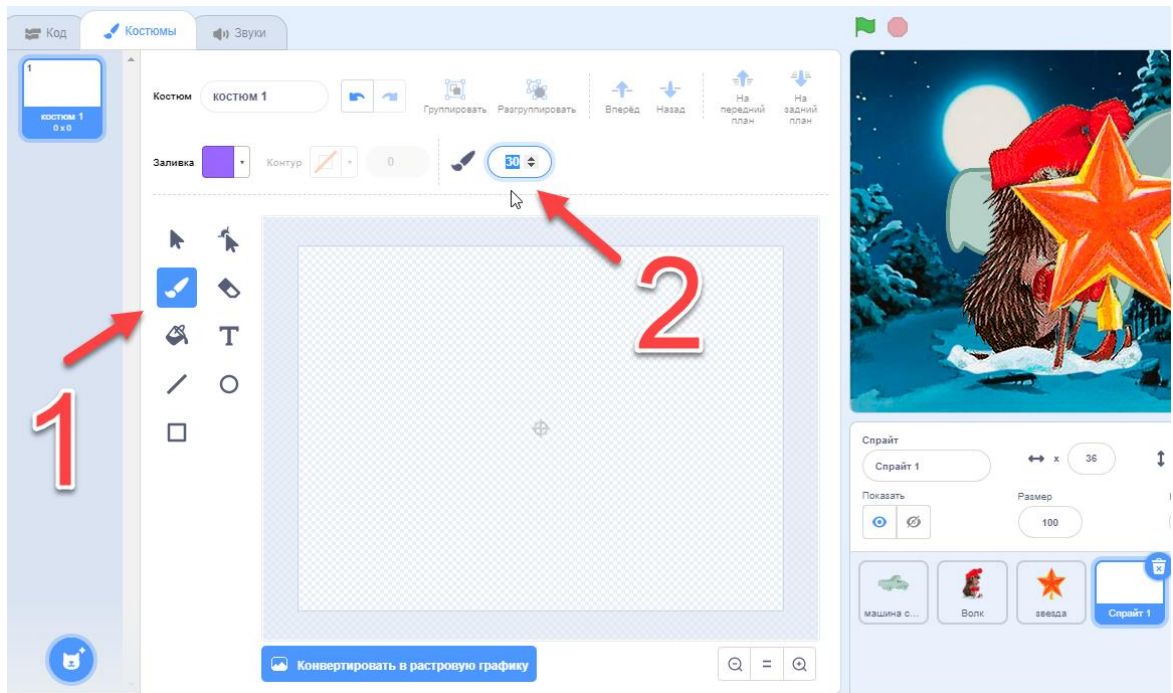 Код
Костюмы
Звуки
1
костюм 1
0 x 0
Костюм
костюм 1
Группировать
Разгруппировать
Вперёд
Назад
На передний план
На задний план
Заливка
Контур
0
30
1
2
T
Конвертировать в растровую графику
=
Спрайт
Спрайт 1
x
36
Показать
Размер
100
машина с...
Волк
звезда
Спрайт 1